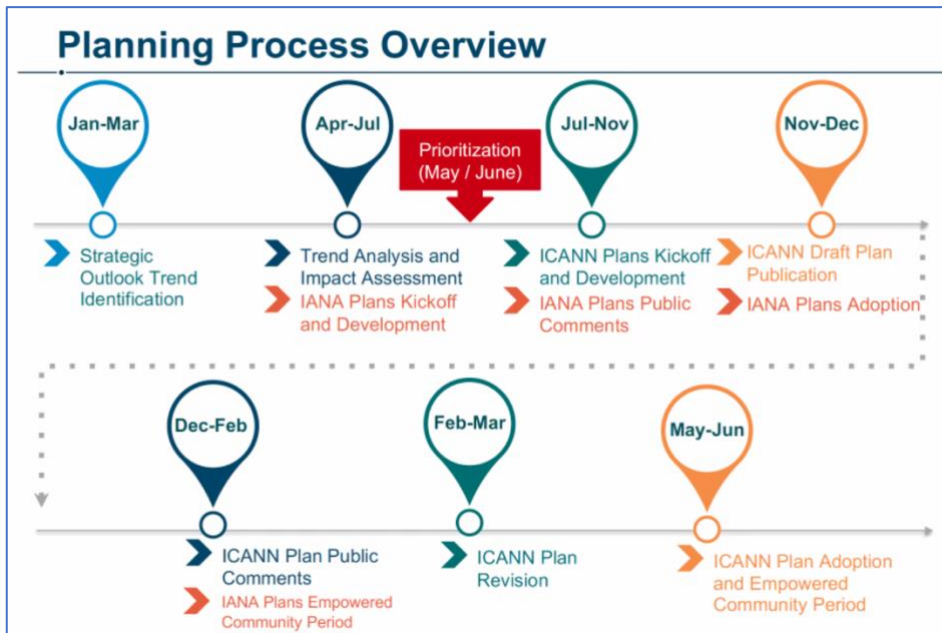 Planning Process Overview
Jan-Mar
Apr-Jul
Prioritization
(May / June)
Jul-Nov
Nov-Dec
Strategic
Outlook Trend
Identification
Trend Analysis and
Impact Assessment
IANA Plans Kickoff
and Development
ICANN Plans Kickoff
and Development
IANA Plans Public
Comments
ICANN Draft Plan
Publication
IANA Plans Adoption
Dec-Feb
Feb-Mar
May-Jun
ICANN Plan Public
Comments
IANA Plans Empowered
Community Period
ICANN Plan
Revision
ICANN Plan Adoption
and Empowered
Community Period